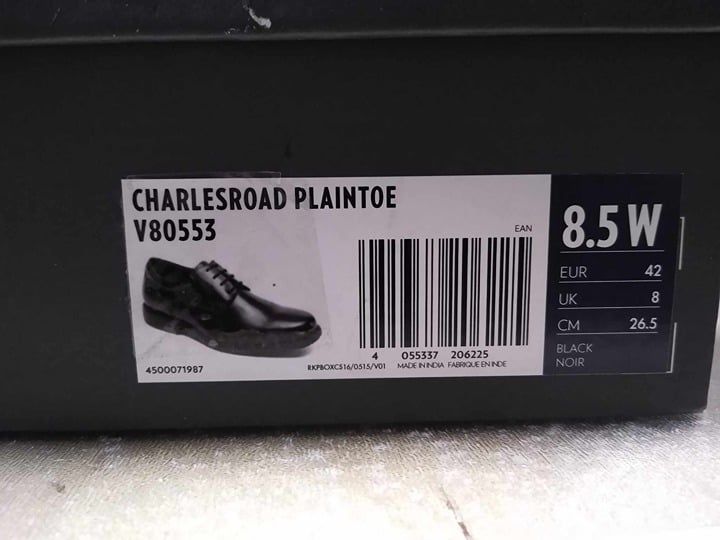 CHARLESROAD PLAINTOE
V80553
EAN
4 055337 206225
4500071987
RKPBOXCS16/0515/V01 MADE IN INDIA FABRIQUE EN INDE
8.5 W
EUR 42
UK 8
CM 26.5
BLACK
NOIR